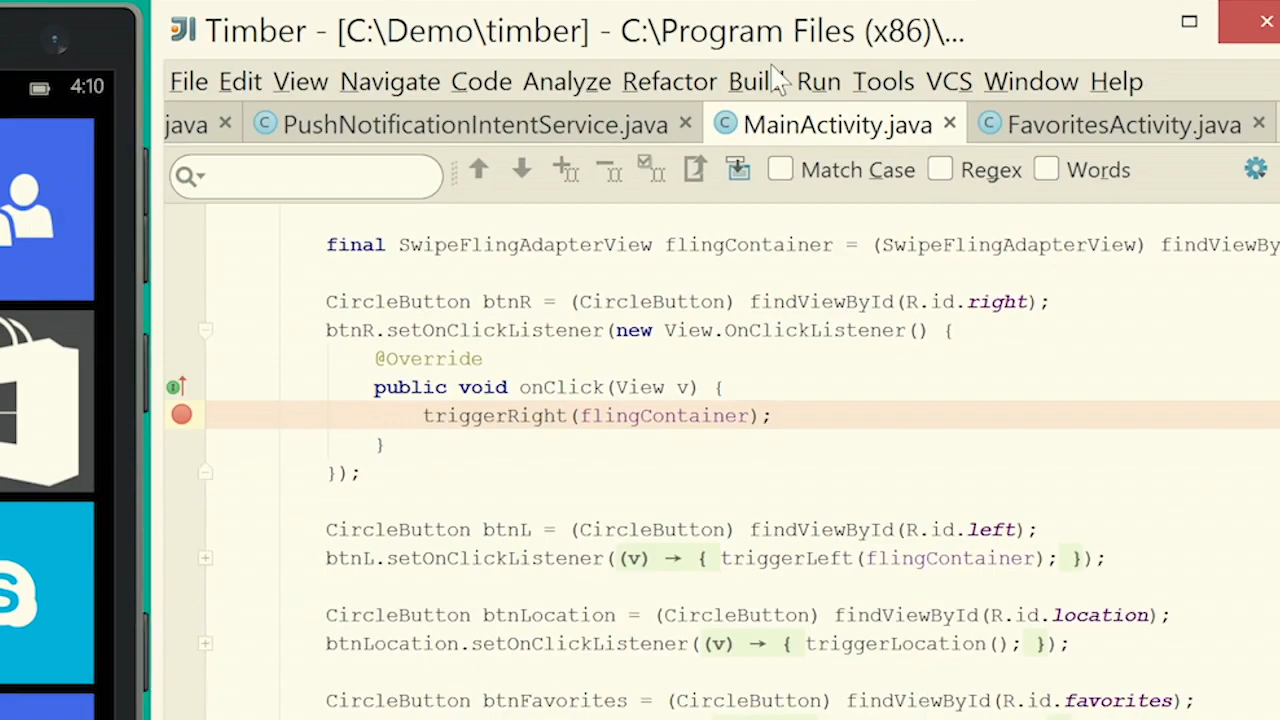 4:10
Timber - [C:\Demo\timber] - C:\Program Files (x86)\...
File Edit View Navigate Code Analyze Refactor Build Run Tools VCS Window Help
java PushNotificationIntentService.java MainActivity.java FavoritesActivity.java
Match Case Regex Words
final SwipeFlingAdapterView flingContainer = (SwipeFlingAdapterView) findViewBy
CircleButton btnR = (CircleButton) findViewById(R.id.right);
btnR.setOnClickListener(new View.OnClickListener() {
@Override
public void onClick(View v) {
triggerRight(flingContainer);
}
});
CircleButton btnL = (CircleButton) findViewById(R.id.left);
btnL.setOnClickListener((v) → { triggerLeft(flingContainer); });
CircleButton btnLocation = (CircleButton) findViewById(R.id.location);
btnLocation.setOnClickListener((v) → { triggerLocation(); });
CircleButton btnFavorites = (CircleButton) findViewById(R.id.favorites);